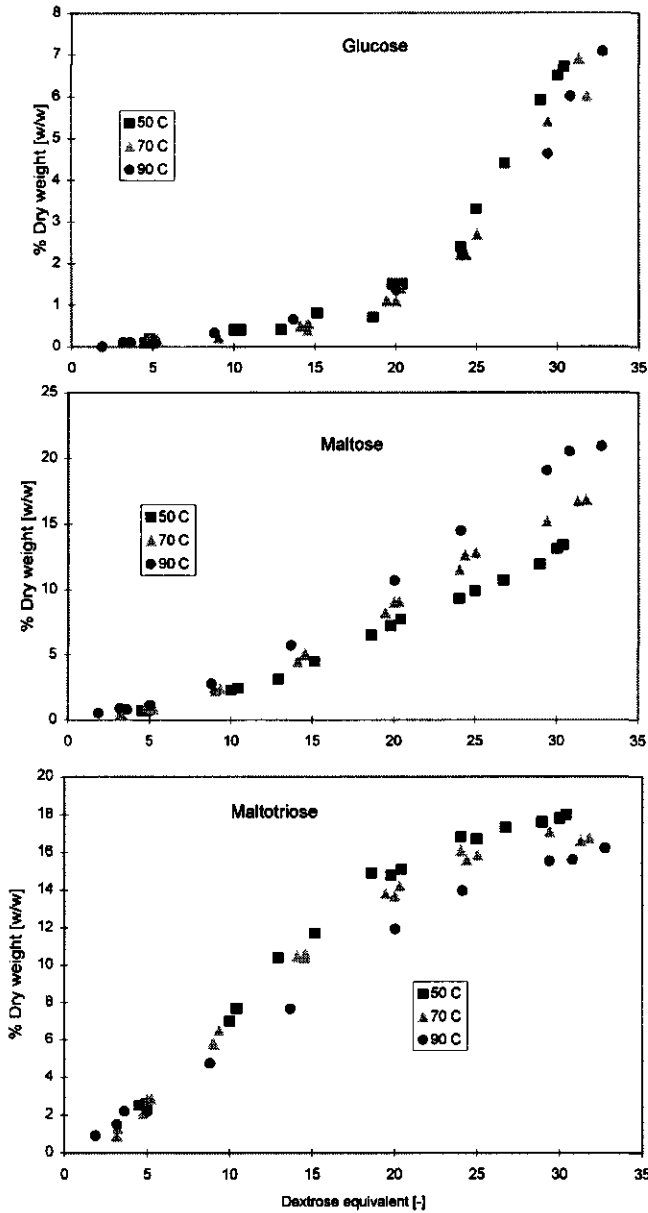 8
7
6
5
4
3
2
1
0
% Dry weight [w/w]
Glucose
50 C
70 C
90 C
0 5 10 15 20 25 30 35
25
20
15
10
5
0
% Dry weight [w/w]
Maltose
50 C
70 C
90 C
0 5 10 15 20 25 30 35
20
18
16
14
12
10
8
6
4
2
0
% Dry weight [w/w]
Maltotriose
50 C
70 C
90 C
0 5 10 15 20 25 30 35
Dextrose equivalent [-]